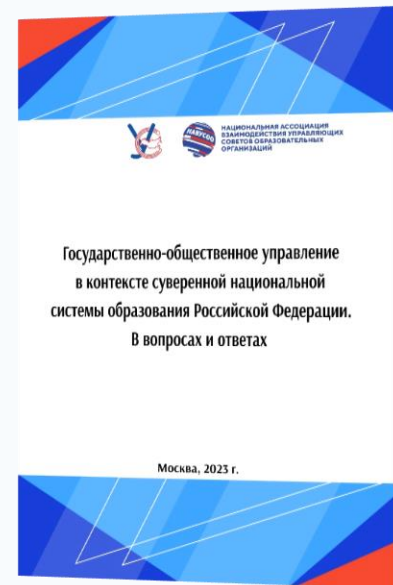 НАВУСОО
НАЦИОНАЛЬНАЯ АССОЦИАЦИЯ
ВЗАИМОДЕЙСТВИЯ УПРАВЛЯЮЩИХ
СОВЕТОВ ОБРАЗОВАТЕЛЬНЫХ
ОРГАНИЗАЦИЙ
Государственно-общественное управление
в контексте суверенной национальной
системы образования Российской Федерации.
В вопросах и ответах
Москва, 2023 г.